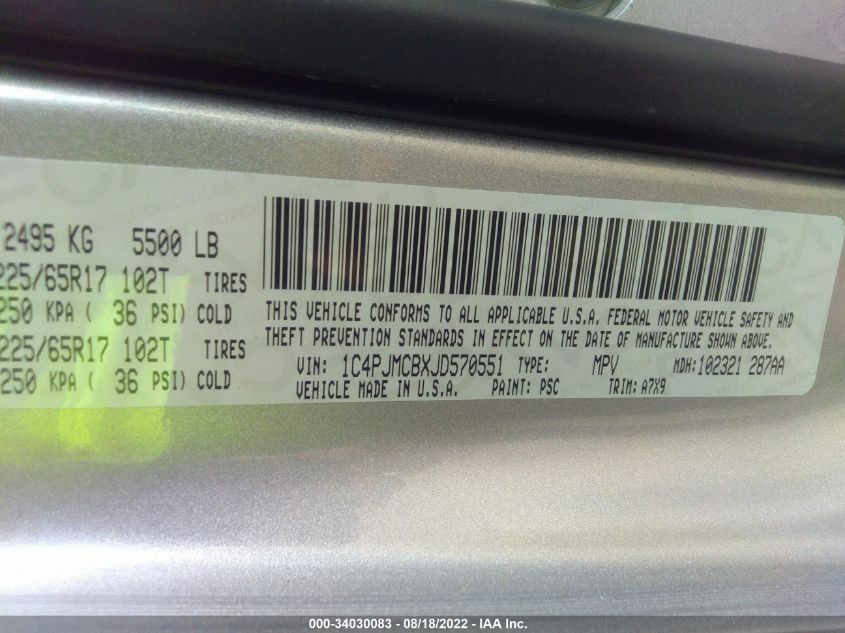 2495 KG 5500 LB
225/65R17 102T TIRES
250 KPA ( 36 PSI) COLD
225/65R17 102T TIRES
250 KPA ( 36 PSI) COLD
THIS VEHICLE CONFORMS TO ALL APPLICABLE U.S.A. FEDERAL MOTOR VEHICLE SAFETY AND
THEFT PREVENTION STANDARDS IN EFFECT ON THE DATE OF MANUFACTURE SHOWN ABOVE.
VIN: 1C4PJMCBXJD570551 TYPE: MPV MDH:102321 287AA
VEHICLE MADE IN U.S.A. PAINT: PSC TRIM: A7X9
000-34030083 - 08/18/2022 - IAA Inc.